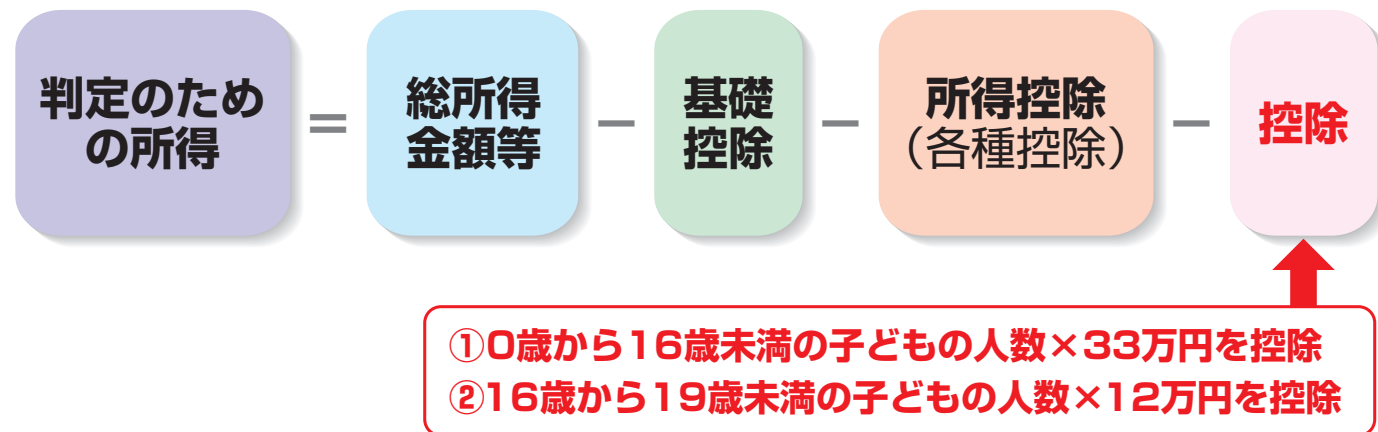 判定のため
の所得
=
総所得
金額等
−
基礎
控除
−
所得控除
（各種控除）
−
控除
①0歳から16歳未満の子どもの人数×33万円を控除
②16歳から19歳未満の子どもの人数×12万円を控除